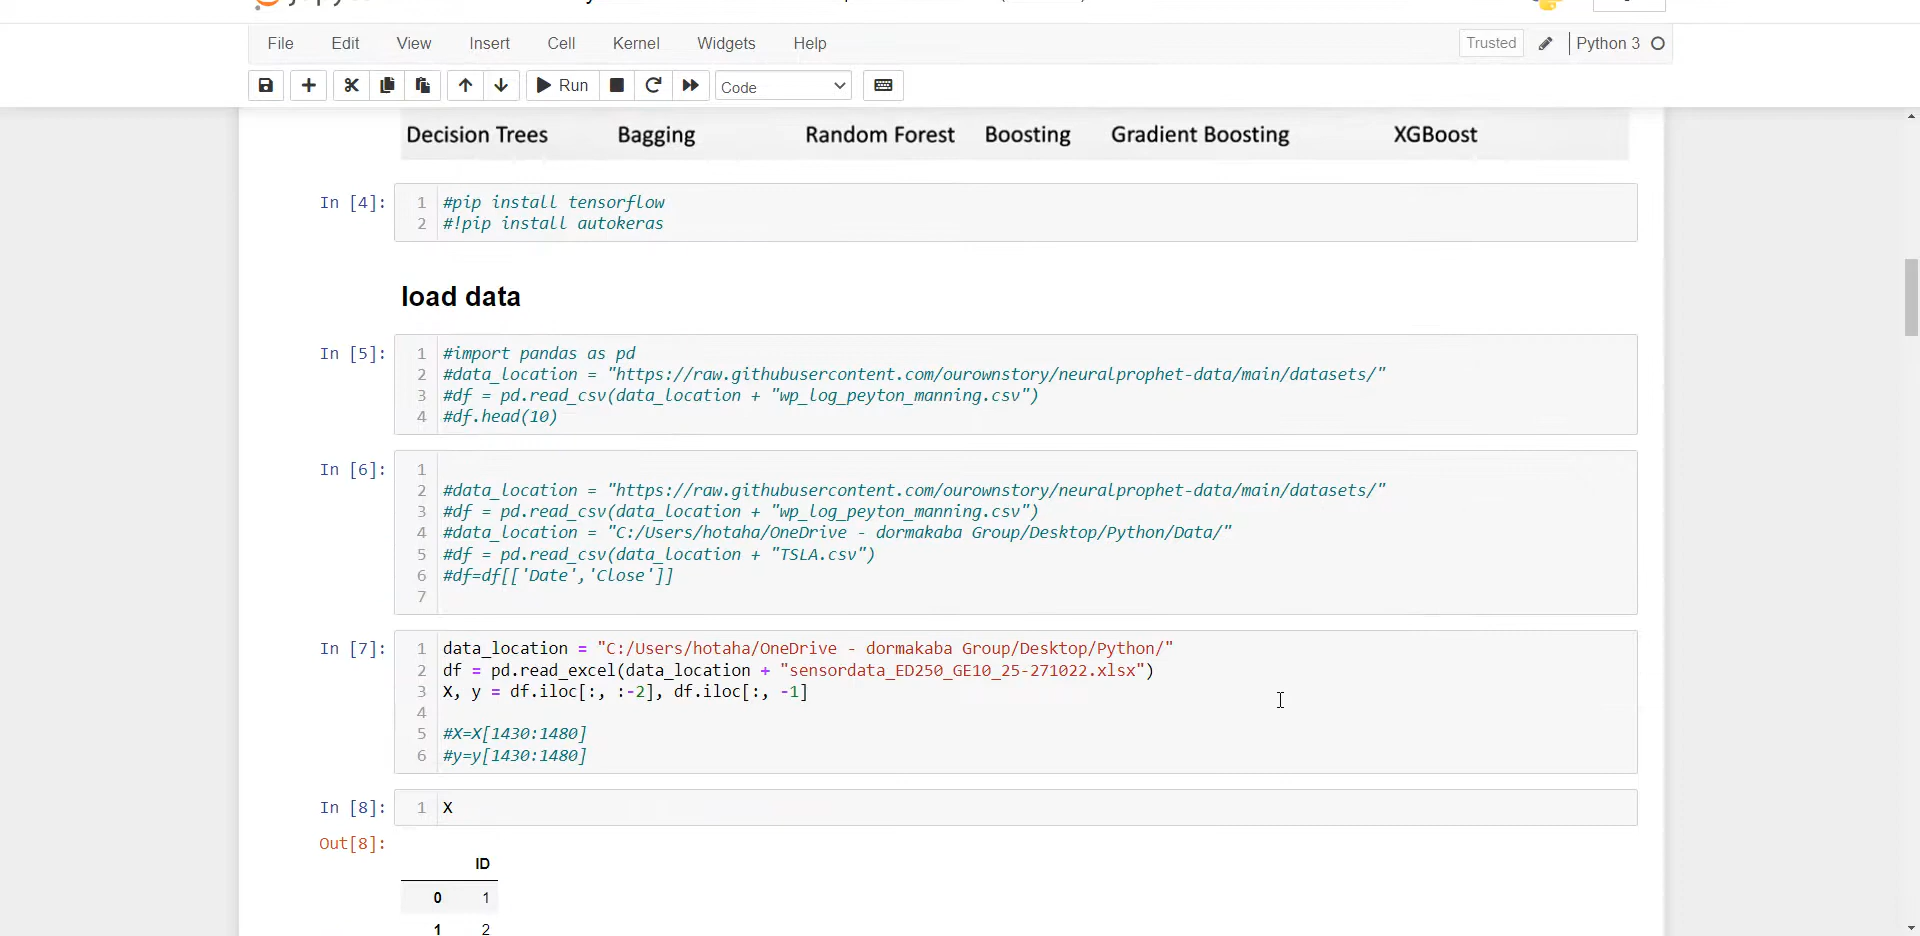 File Edit View Insert Cell Kernel Widgets Help Trusted Python 3
Run Code
Decision Trees Bagging Random Forest Boosting Gradient Boosting XGBoost
In [4]: 1 #pip install tensorflow
2 #!pip install autokeras
load data
In [5]: 1 #import pandas as pd
2 #data_location = "https://raw.githubusercontent.com/ourownstory/neuralprophet-data/main/datasets/"
3 #df = pd.read_csv(data_location + "wp_log_peyton_manning.csv")
4 #df.head(10)
In [6]: 1
2 #data_location = "https://raw.githubusercontent.com/ourownstory/neuralprophet-data/main/datasets/"
3 #df = pd.read_csv(data_location + "wp_log_peyton_manning.csv")
4 #data_location = "C:/Users/hotaha/OneDrive - dormakaba Group/Desktop/Python/Data/"
5 #df = pd.read_csv(data_location + "TSLA.csv")
6 #df=df[['Date','Close']]
7
In [7]: 1 data_location = "C:/Users/hotaha/OneDrive - dormakaba Group/Desktop/Python/"
2 df = pd.read_excel(data_location + "sensordata_ED250_GE10_25-271022.xlsx")
3 X, y = df.iloc[:, :-2], df.iloc[:, -1]
4
5 #X=X[1430:1480]
6 #y=y[1430:1480]
In [8]: 1 X
Out[8]:
ID
0 1
1 2